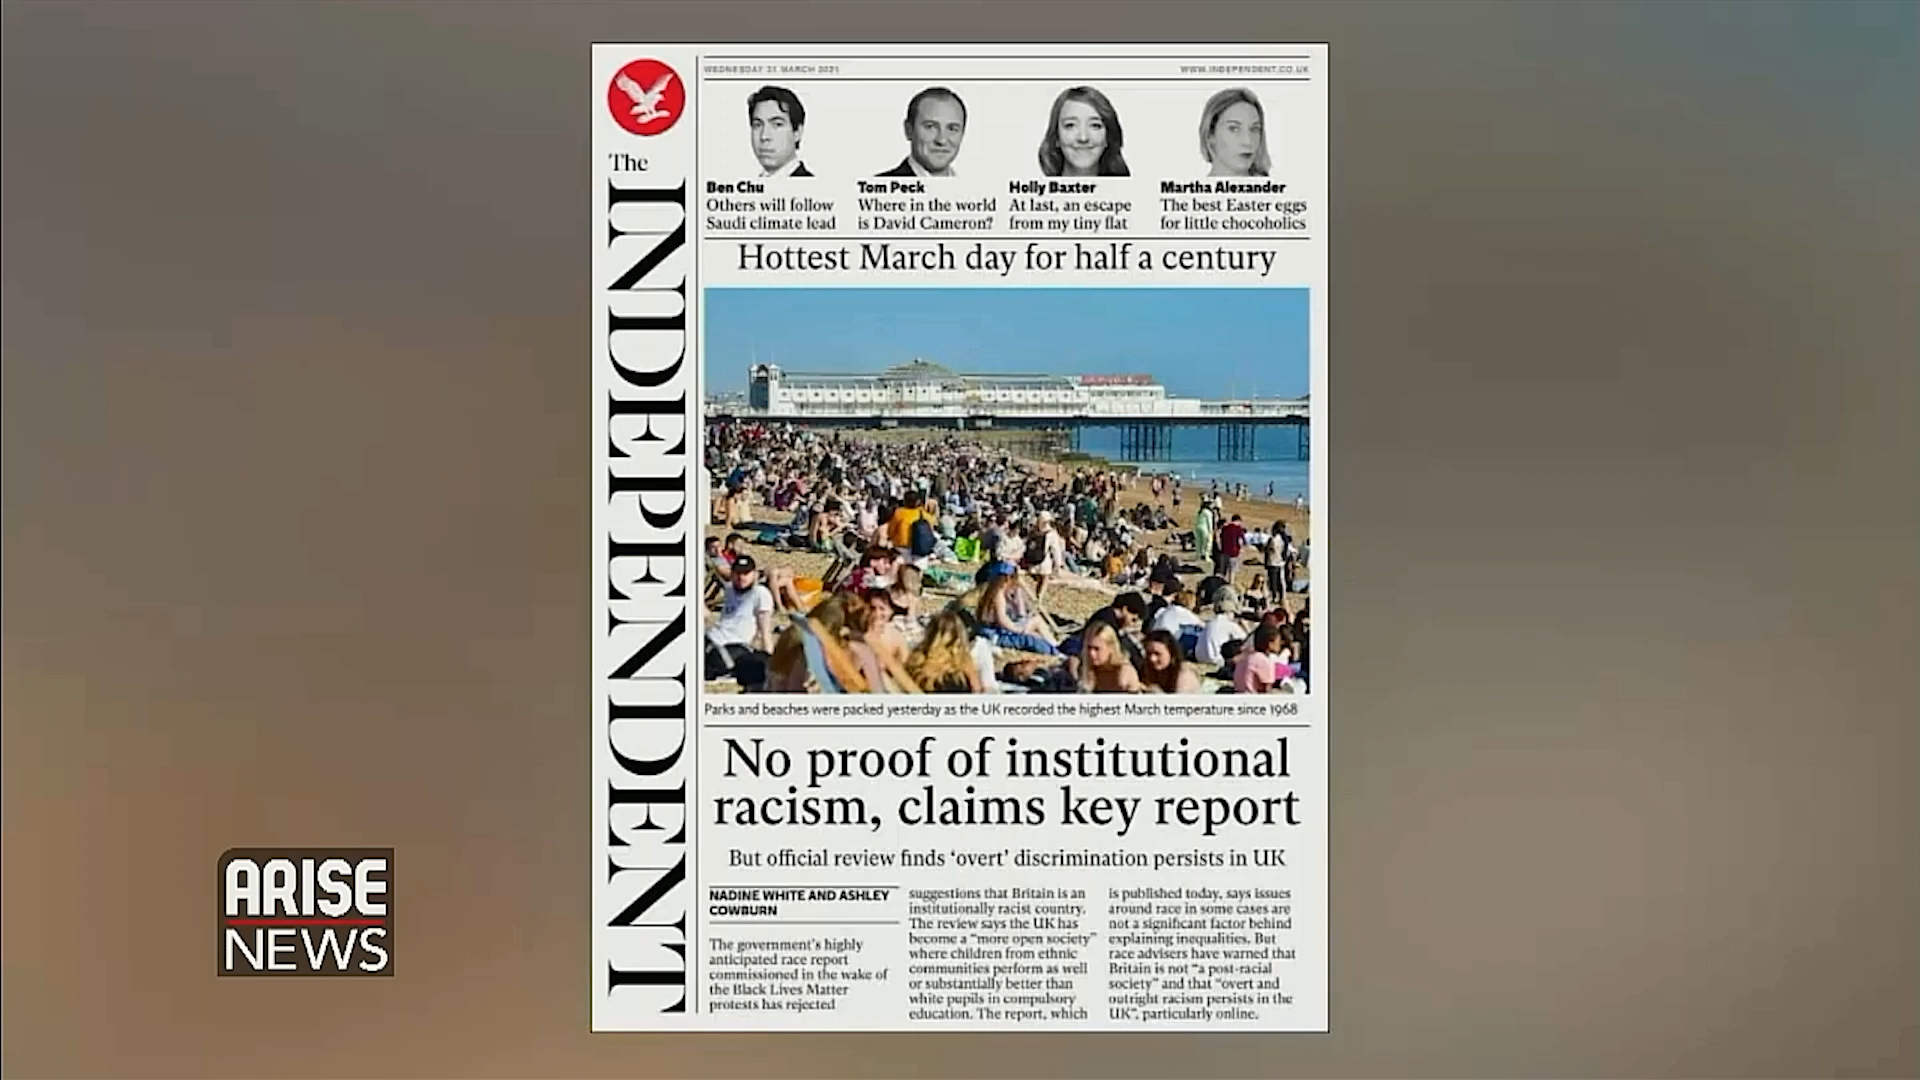 WEDNESDAY 31 MARCH 2021
WWW.INDEPENDENT.CO.UK
The
INDEPENDENT
Ben Chu
Others will follow
Saudi climate lead
Tom Peck
Where in the world
is David Cameron?
Holly Baxter
At last, an escape
from my tiny flat
Martha Alexander
The best Easter eggs
for little chocoholics
Hottest March day for half a century
Parks and beaches were packed yesterday as the UK recorded the highest March temperature since 1968
No proof of institutional
racism, claims key report
But official review finds ‘overt’ discrimination persists in UK
NADINE WHITE AND ASHLEY
COWBURN
The government's highly
anticipated race report
commissioned in the wake of
the Black Lives Matter
protests has rejected
suggestions that Britain is an
institutionally racist country.
The review says the UK has
become a “more open society”
where children from ethnic
communities perform as well
or substantially better than
white pupils in compulsory
education. The report, which
is published today, says issues
around race in some cases are
not a significant factor behind
explaining inequalities. But
race advisers have warned that
Britain is not “a post-racial
society” and that “overt and
outright racism persists in the
UK”, particularly online.
ARISE
NEWS